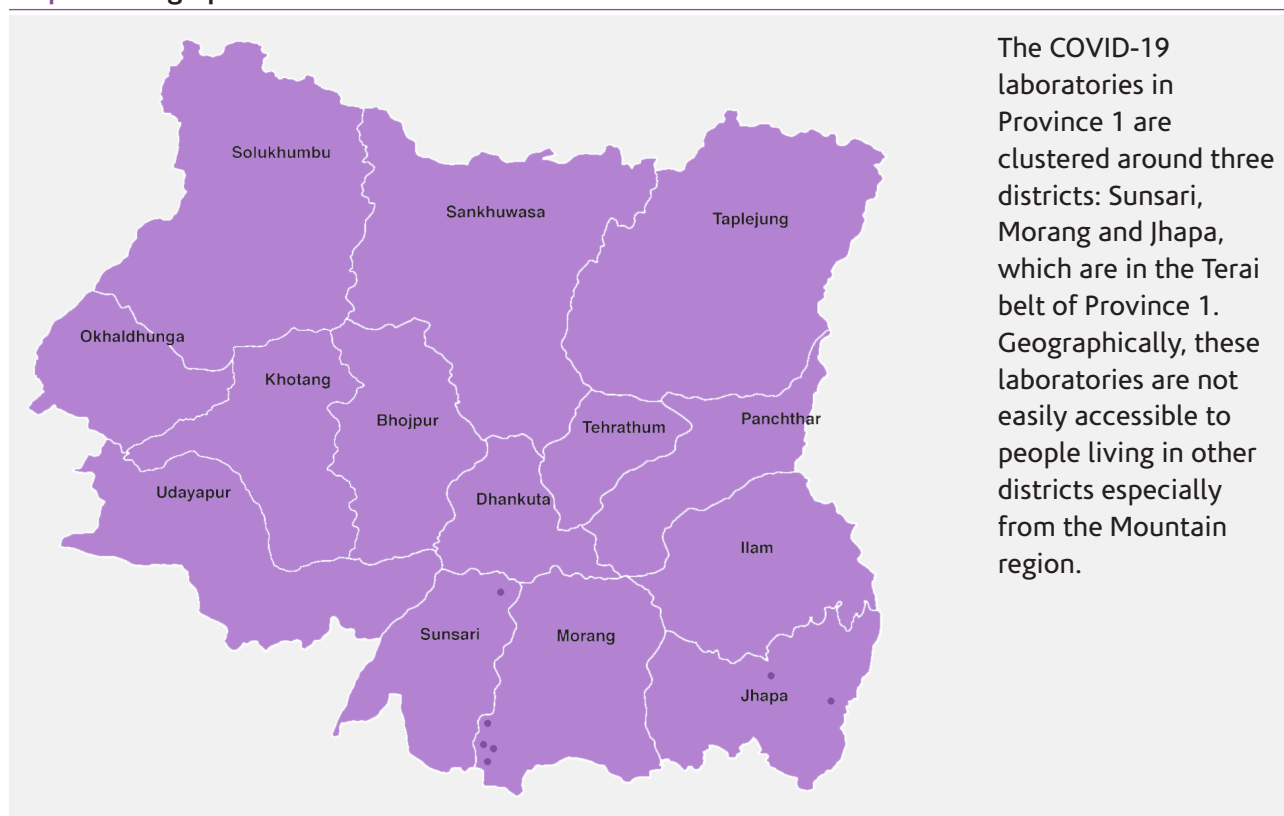 The COVID-19
laboratories in
Province 1 are
clustered around three
districts: Sunsari,
Morang and Jhapa,
which are in the Terai
belt of Province 1.
Geographically, these
laboratories are not
easily accessible to
people living in other
districts especially
from the Mountain
region.
Solukhumbu
Sankhuwasa
Taplejung
Okhaldhunga
Khotang
Bhojpur
Tehrathum
Panchthar
Udayapur
Dhankuta
Ilam
Sunsari
Morang
Jhapa